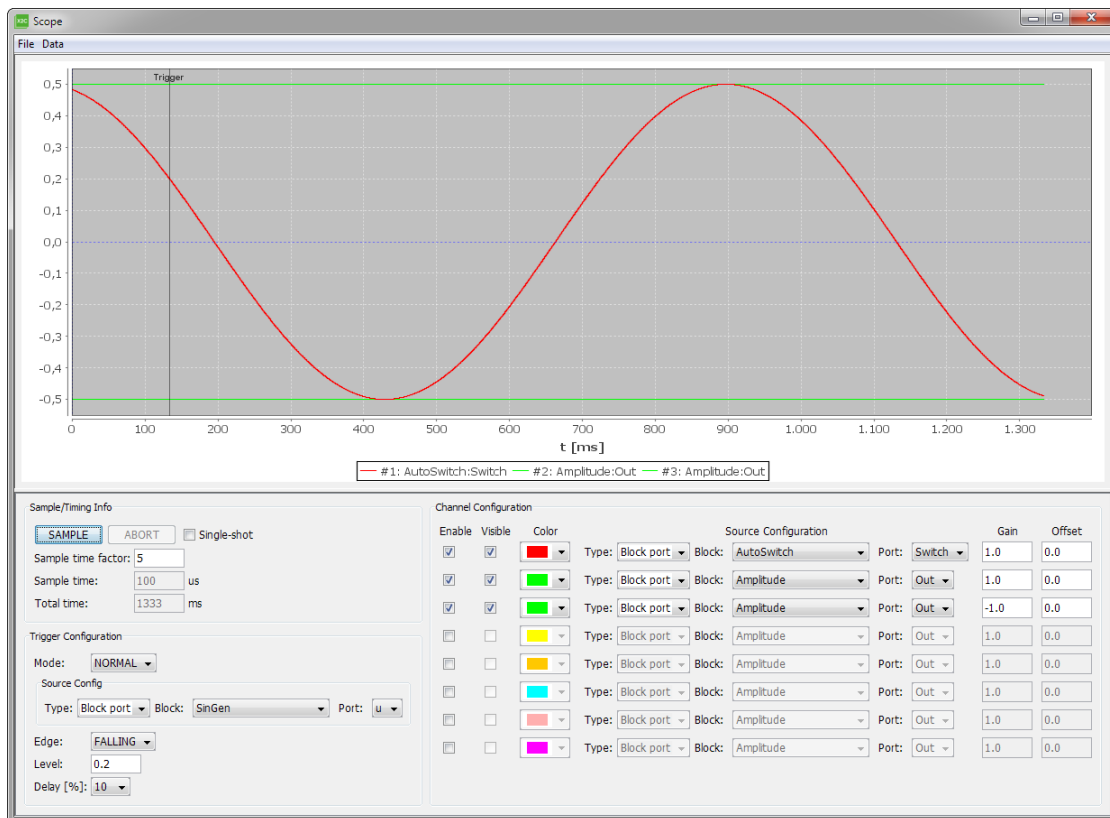 X2C Scope
File Data
Trigger
0,5
0,4
0,3
0,2
0,1
0,0
-0,1
-0,2
-0,3
-0,4
-0,5
0 100 200 300 400 500 600 700 800 900 1.000 1.100 1.200 1.300
t [ms]
#1: AutoSwitch:Switch #2: Amplitude:Out #3: Amplitude:Out
Sample/Timing Info
SAMPLE ABORT Single-shot
Sample time factor: 5
Sample time: 100 us
Total time: 1333 ms
Trigger Configuration
Mode: NORMAL
Source Config
Type: Block port Block: SinGen Port: u
Edge: FALLING
Level: 0.2
Delay [%]: 10
Channel Configuration
Enable Visible Color Source Configuration Gain Offset
Type: Block port Block: AutoSwitch Port: Switch 1.0 0.0
Type: Block port Block: Amplitude Port: Out 1.0 0.0
Type: Block port Block: Amplitude Port: Out -1.0 0.0
Type: Block port Block: Amplitude Port: Out 1.0 0.0
Type: Block port Block: Amplitude Port: Out 1.0 0.0
Type: Block port Block: Amplitude Port: Out 1.0 0.0
Type: Block port Block: Amplitude Port: Out 1.0 0.0
Type: Block port Block: Amplitude Port: Out 1.0 0.0